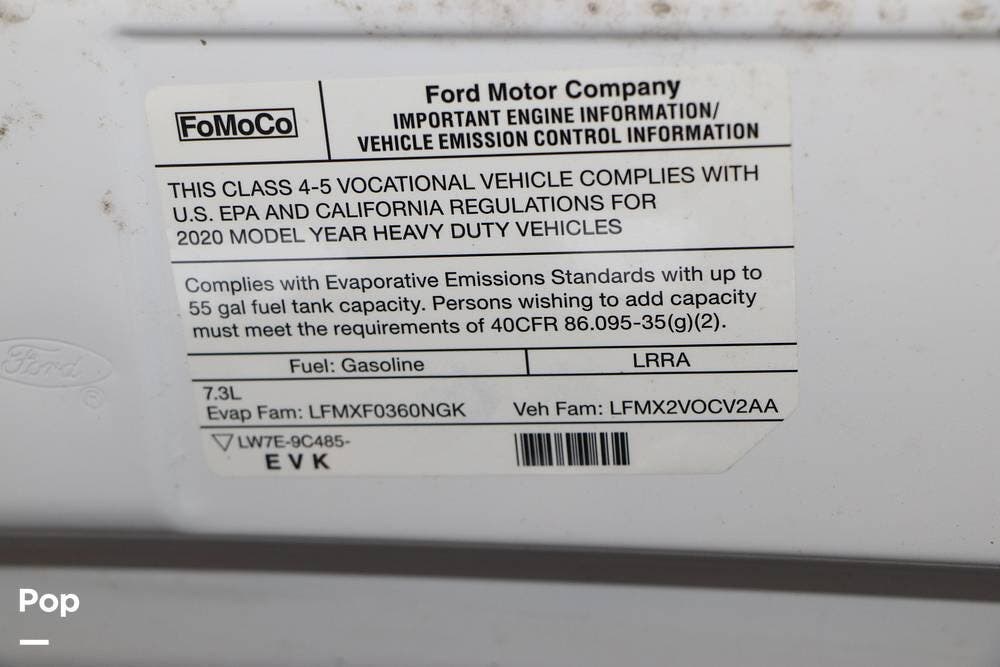 FoMoCo
Ford Motor Company
IMPORTANT ENGINE INFORMATION/
VEHICLE EMISSION CONTROL INFORMATION
THIS CLASS 4-5 VOCATIONAL VEHICLE COMPLIES WITH
U.S. EPA AND CALIFORNIA REGULATIONS FOR
2020 MODEL YEAR HEAVY DUTY VEHICLES
Complies with Evaporative Emissions Standards with up to
55 gal fuel tank capacity. Persons wishing to add capacity
must meet the requirements of 40CFR 86.095-35(g)(2).
Fuel: Gasoline LRRA
7.3L
Evap Fam: LFMXF0360NGK Veh Fam: LFMX2VOCV2AA
LW7E-9C485-
E V K
Ford ©
Pop